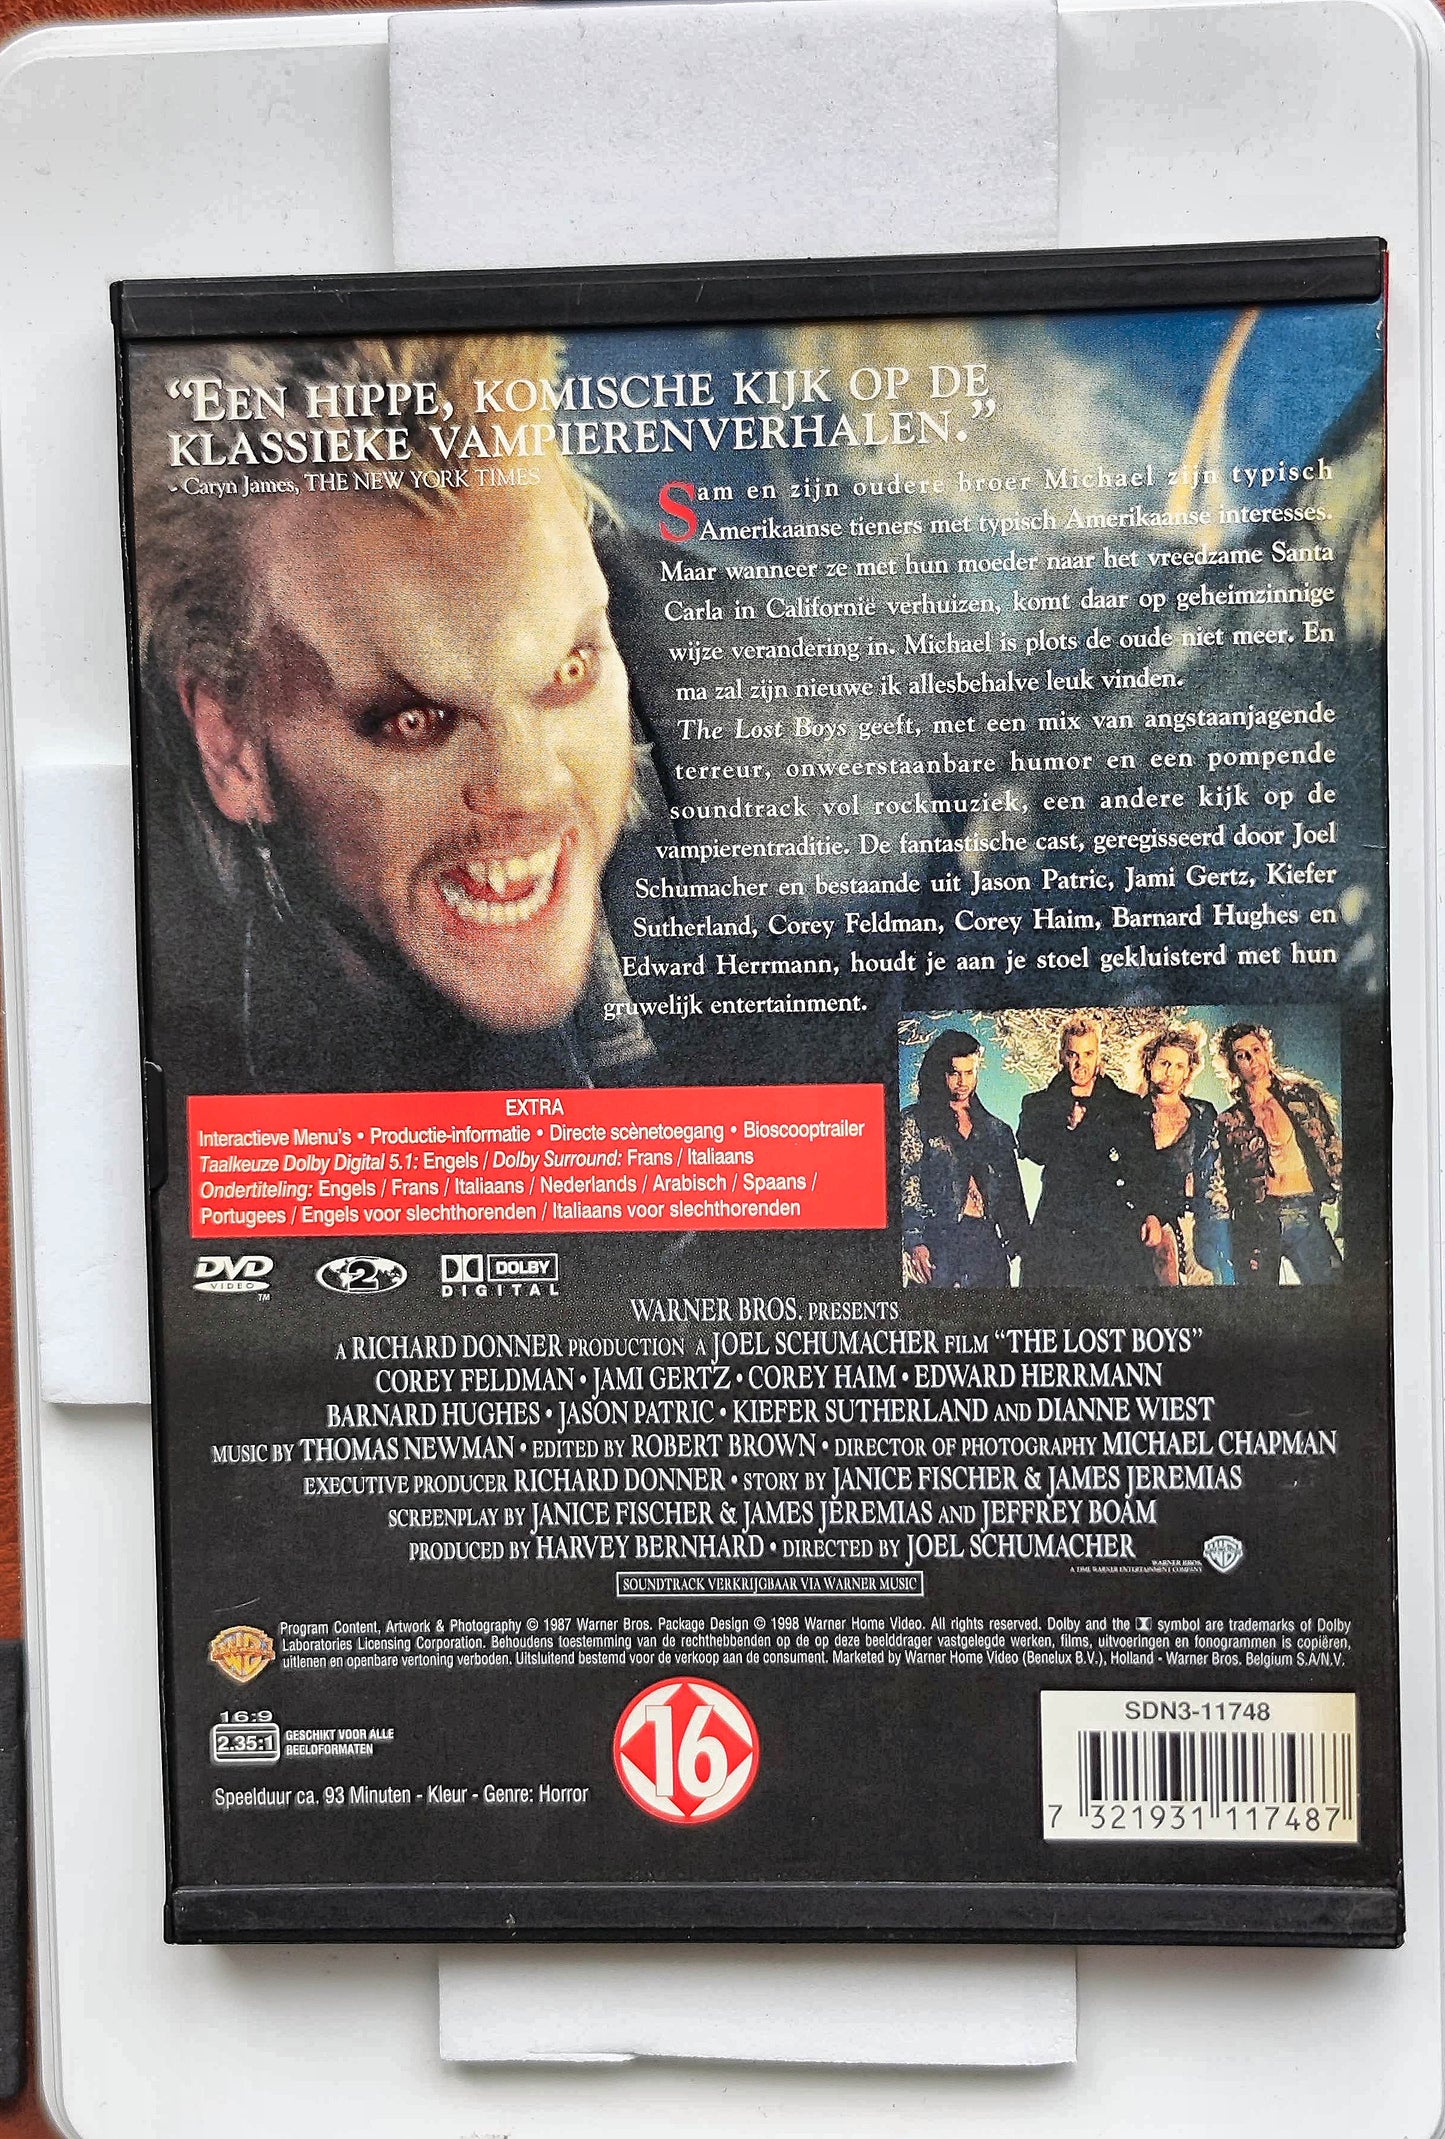 “EEN HIPPE, KOMISCHE KIJK OP DE
KLASSIEKE VAMPIERENVERHALEN.”
- Caryn James, THE NEW YORK TIMES
Sam en zijn oudere broer Michael zijn typisch
Amerikaanse tieners met typisch Amerikaanse interesses.
Maar wanneer ze met hun moeder naar het vreedzame Santa
Carla in Californië verhuizen, komt daar op geheimzinnige
wijze verandering in. Michael is plots de oude niet meer. En
ma zal zijn nieuwe ik allesbehalve leuk vinden.
The Lost Boys geeft, met een mix van angstaanjagende
terreur, onweerstaanbare humor en een pompende
soundtrack vol rockmuziek, een andere kijk op de
vampierentraditie. De fantastische cast, geregisseerd door Joel
Schumacher en bestaande uit Jason Patric, Jami Gertz, Kiefer
Sutherland, Corey Feldman, Corey Haim, Barnard Hughes en
Edward Herrmann, houdt je aan je stoel gekluisterd met hun
gruwelijk entertainment.
EXTRA
Interactieve Menu's • Productie-informatie • Directe scènetoegang • Bioscooptrailer
Taalkeuze Dolby Digital 5.1: Engels / Dolby Surround: Frans / Italiaans
Ondertiteling: Engels / Frans / Italiaans / Nederlands / Arabisch / Spaans /
Portugees / Engels voor slechthorenden / Italiaans voor slechthorenden
DVD VIDEO TM
2
DOLBY DIGITAL
WARNER BROS. PRESENTS
A RICHARD DONNER PRODUCTION A JOEL SCHUMACHER FILM “THE LOST BOYS”
COREY FELDMAN • JAMI GERTZ • COREY HAIM • EDWARD HERRMANN
BARNARD HUGHES • JASON PATRIC • KIEFER SUTHERLAND AND DIANNE WIEST
MUSIC BY THOMAS NEWMAN • EDITED BY ROBERT BROWN • DIRECTOR OF PHOTOGRAPHY MICHAEL CHAPMAN
EXECUTIVE PRODUCER RICHARD DONNER • STORY BY JANICE FISCHER & JAMES JEREMIAS
SCREENPLAY BY JANICE FISCHER & JAMES JEREMIAS AND JEFFREY BOAM
PRODUCED BY HARVEY BERNHARD • DIRECTED BY JOEL SCHUMACHER
WARNER BROS.
A TIME WARNER ENTERTAINMENT COMPANY
SOUNDTRACK VERKRIJGBAAR VIA WARNER MUSIC
Program Content, Artwork & Photography © 1987 Warner Bros. Package Design © 1998 Warner Home Video. All rights reserved. Dolby and the symbol are trademarks of Dolby
Laboratories Licensing Corporation. Behoudens toestemming van de rechthebbenden op de op deze beelddrager vastgelegde werken, films, uitvoeringen en fonogrammen is copiëren,
uitlenen en openbare vertoning verboden. Uitsluitend bestemd voor de verkoop aan de consument. Marketed by Warner Home Video (Benelux B.V.), Holland - Warner Bros. Belgium S.A/N.V.
16:9
2.35:1
GESCHIKT VOOR ALLE
BEELDFORMATEN
Speelduur ca. 93 Minuten - Kleur - Genre: Horror
16
SDN3-11748
7 321931 117487